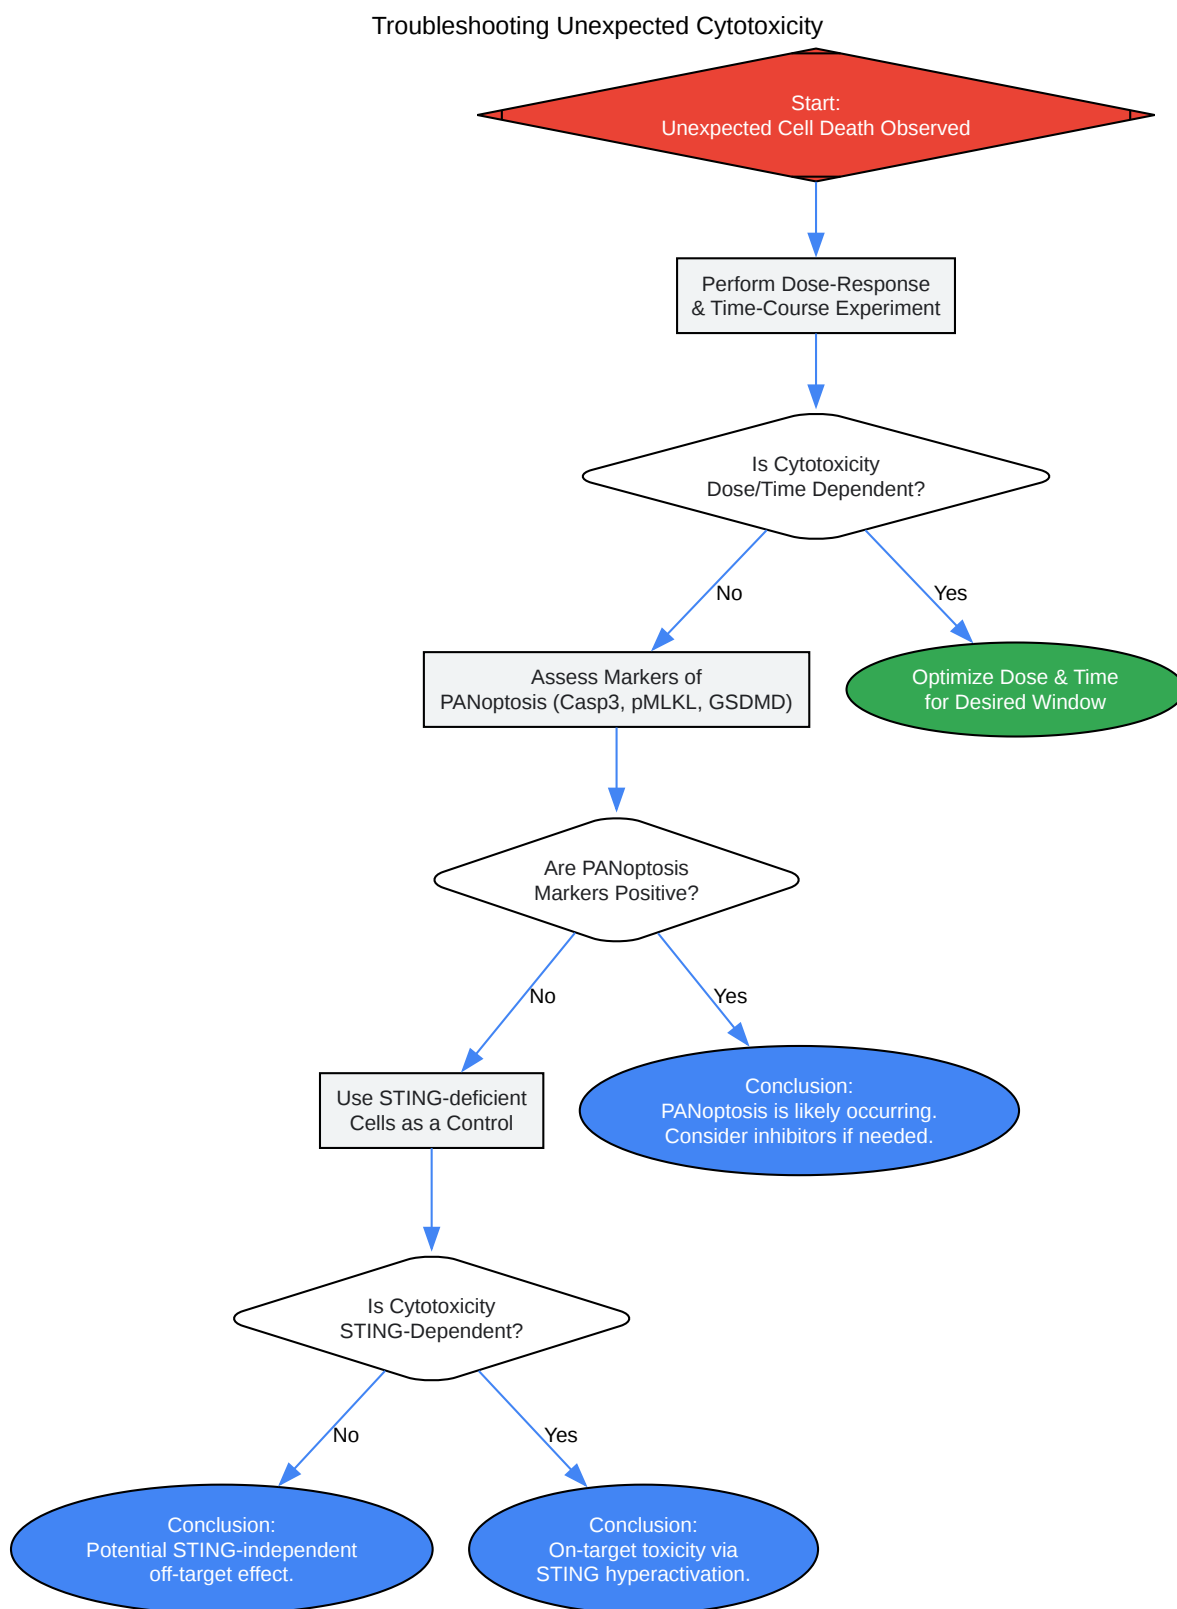 Troubleshooting Unexpected Cytotoxicity
Start:
Unexpected Cell Death Observed
Perform Dose-Response
& Time-Course Experiment
Is Cytotoxicity
Dose/Time Dependent?
No
Yes
Assess Markers of
PANoptosis (Casp3, pMLKL, GSDMD)
Optimize Dose & Time
for Desired Window
Are PANoptosis
Markers Positive?
No
Yes
Use STING-deficient
Cells as a Control
Conclusion:
PANoptosis is likely occurring.
Consider inhibitors if needed.
Is Cytotoxicity
STING-Dependent?
No
Yes
Conclusion:
Potential STING-independent
off-target effect.
Conclusion:
On-target toxicity via
STING hyperactivation.